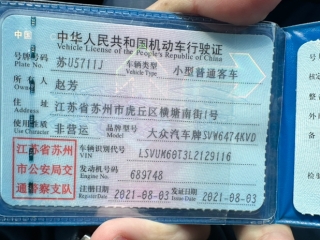 中华人民共和国机动车行驶证
Vehicle License of the People's Republic of China
号牌号码 苏U5711J 车辆类型 小型普通客车
Plate No. Vehicle Type
所有人 赵芳
Owner
住址 江苏省苏州市虎丘区横塘南街1号
Address
使用性质 非营运 品牌型号 大众汽车牌SVW6474KVD
Use Character Model
江苏省苏州市公安局交通警察支队
车辆识别代号 LSVUM60T3L2129116
VIN
发动机号码 689748
Engine No.
注册日期 2021-08-03 发证日期 2021-08-03
Register Date Issue Date